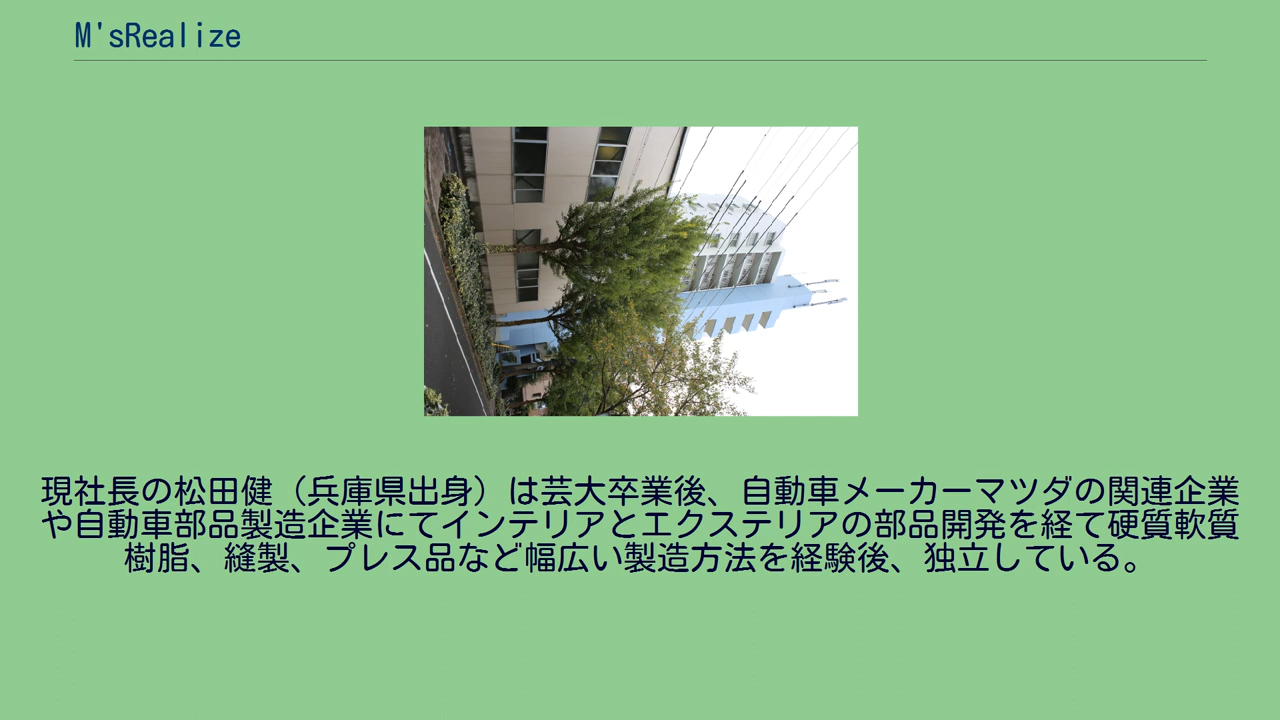 M'sRealize
現社長の松田健（兵庫県出身）は芸大卒業後、自動車メーカーマツダの関連企業
や自動車部品製造企業にてインテリアとエクステリアの部品開発を経て硬質軟質
樹脂、縫製、プレス品など幅広い製造方法を経験後、独立している。